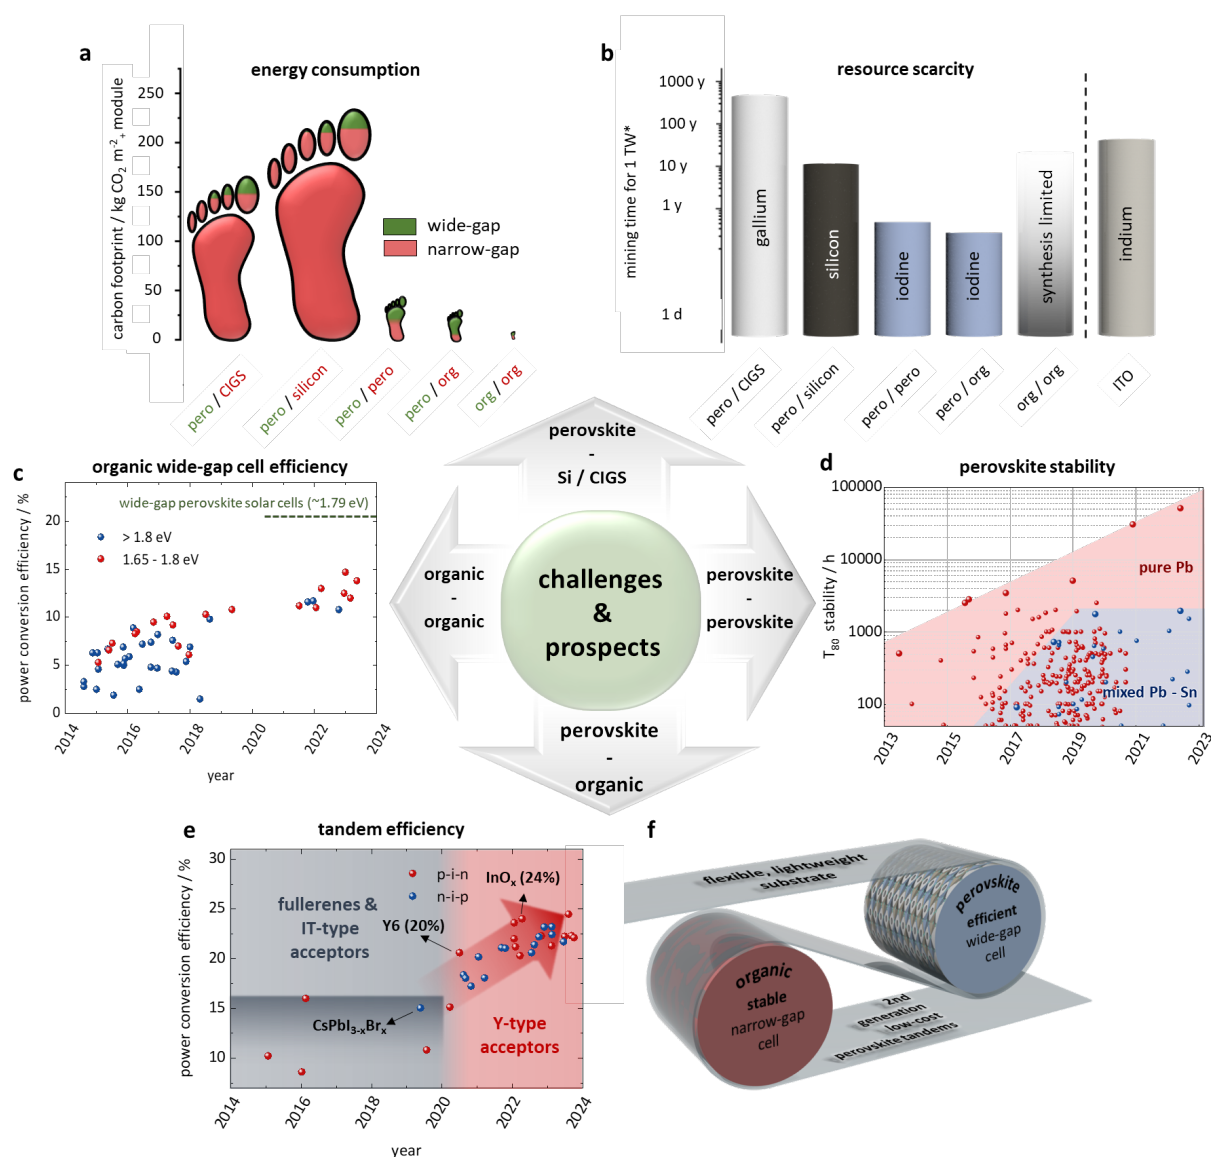 a
energy consumption
carbon footprint / kg CO₂ m⁻²₊ module
250
200
150
100
50
0
wide-gap
narrow-gap
pero / CIGS
pero / silicon
pero / pero
pero / org
org / org
b
resource scarcity
mining time for 1 TW*
1000 y
100 y
10 y
1 y
1 d
gallium
silicon
iodine
iodine
synthesis limited
indium
pero / CIGS
pero / silicon
pero / pero
pero / org
org / org
ITO
perovskite
-
Si / CIGS
organic
-
organic
challenges
&
prospects
perovskite
-
perovskite
perovskite
-
organic
c
organic wide-gap cell efficiency
power conversion efficiency / %
wide-gap perovskite solar cells (~1.79 eV)
> 1.8 eV
1.65 - 1.8 eV
20
15
10
5
0
2014
2016
2018
2020
2022
2024
year
d
perovskite stability
T₈₀ stability / h
100000
10000
1000
100
pure Pb
mixed Pb - Sn
2013
2015
2017
2019
2021
2023
e
tandem efficiency
power conversion efficiency / %
30
25
20
15
10
p-i-n
n-i-p
InOₓ (24%)
fullerenes &
IT-type
acceptors
Y6 (20%)
CsPbI₃₋ₓBrₓ
Y-type
acceptors
2014
2016
2018
2020
2022
2024
year
f
flexible, lightweight
substrate
perovskite
efficient
wide-gap
cell
organic
stable
narrow-gap
cell
2nd
generation
low-cost
perovskite tandems